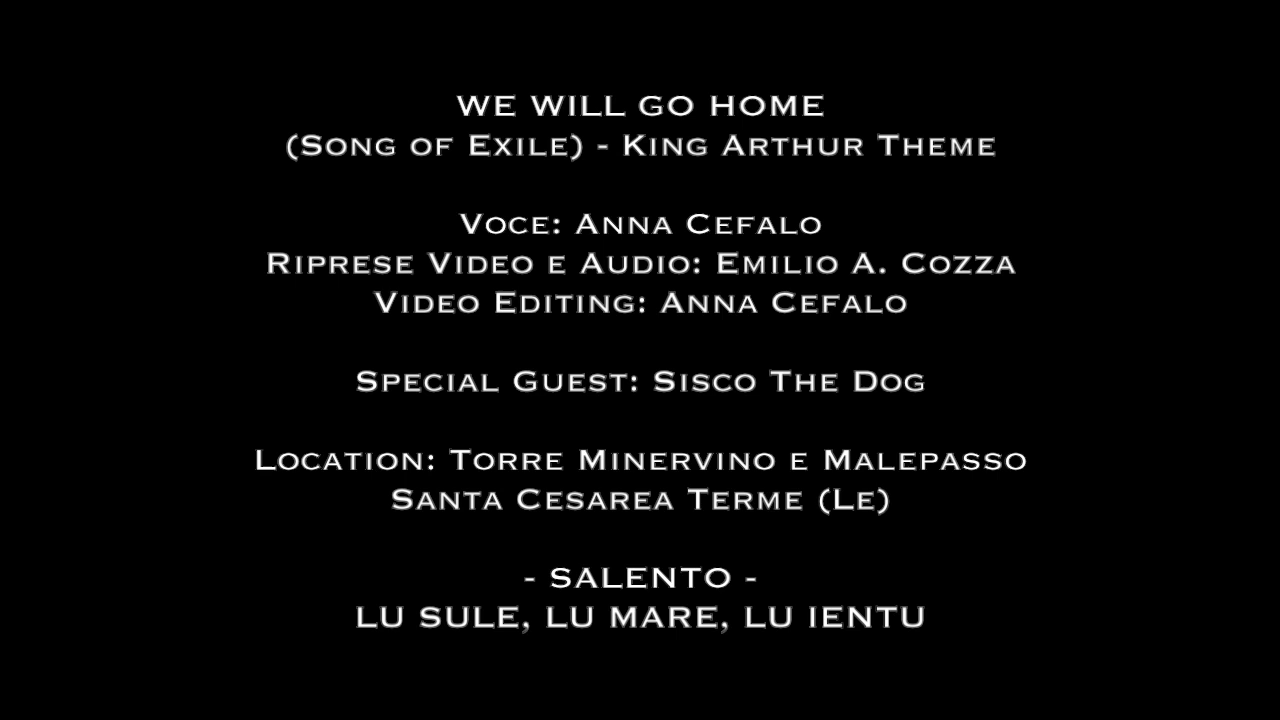 WE WILL GO HOME
(Song of Exile) - King Arthur Theme
Voce: Anna Cefalo
Riprese Video e Audio: Emilio A. Cozza
Video Editing: Anna Cefalo
Special Guest: Sisco The Dog
Location: Torre Minervino e Malepasso
Santa Cesarea Terme (Le)
- SALENTO -
LU SULE, LU MARE, LU IENTU